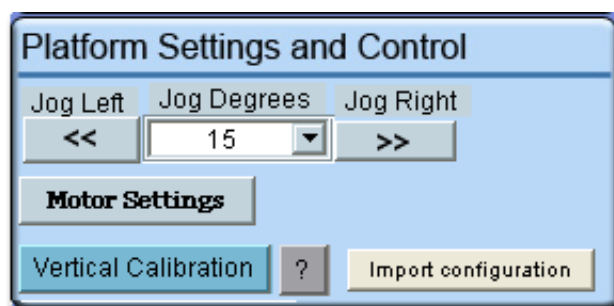 Platform Settings and Control
Jog Left Jog Degrees Jog Right
<< 15 >>
Motor Settings
Vertical Calibration ? Import configuration